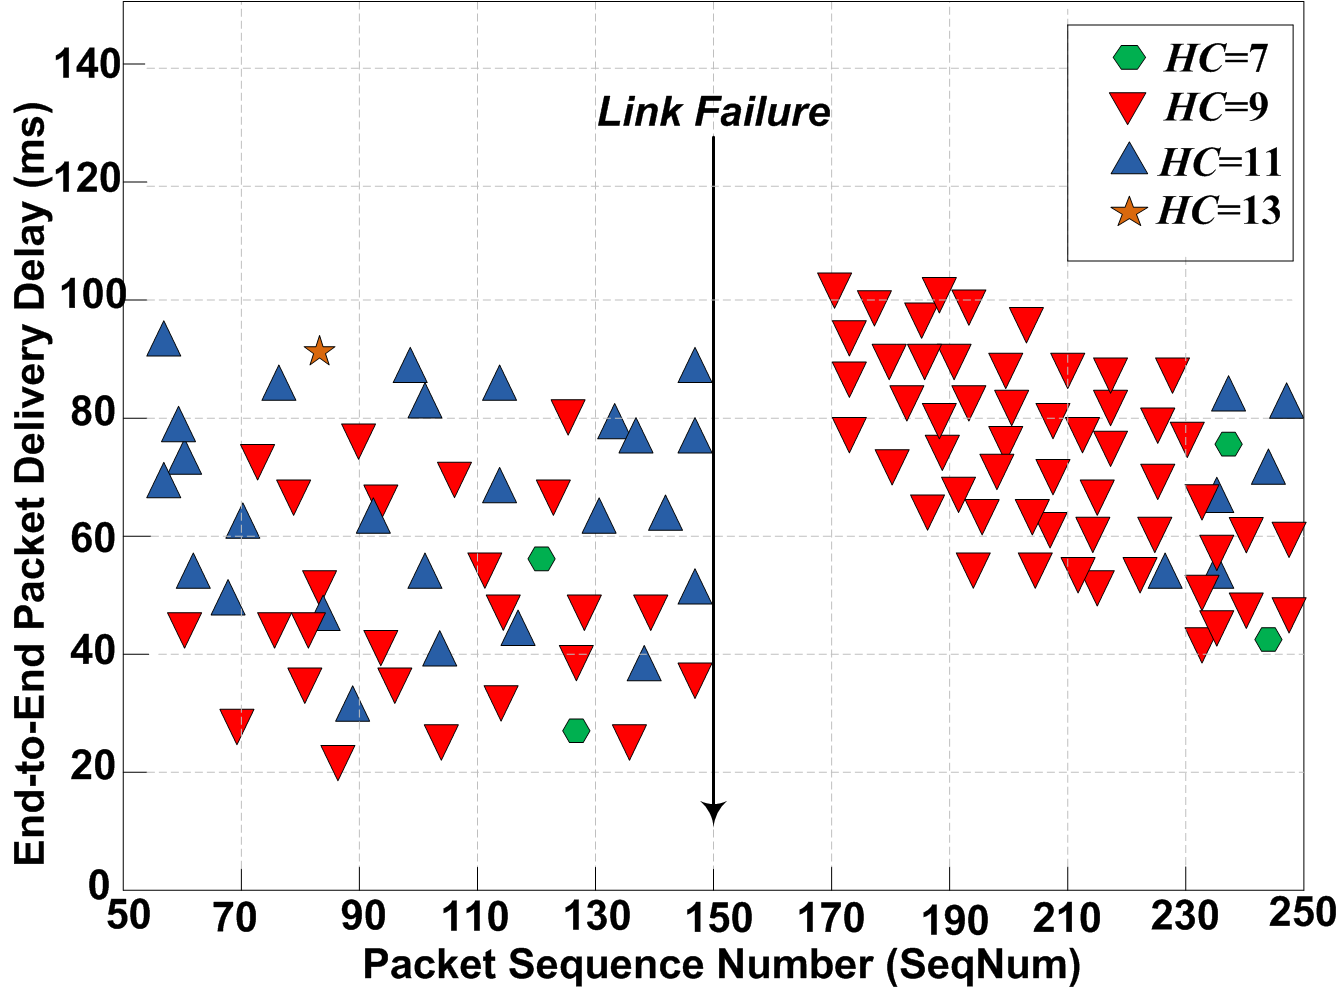 End-to-End Packet Delivery Delay (ms)
140
120
100
80
60
40
20
0
Link Failure
HC=7
HC=9
HC=11
HC=13
50 70 90 110 130 150 170 190 210 230 250
Packet Sequence Number (SeqNum)